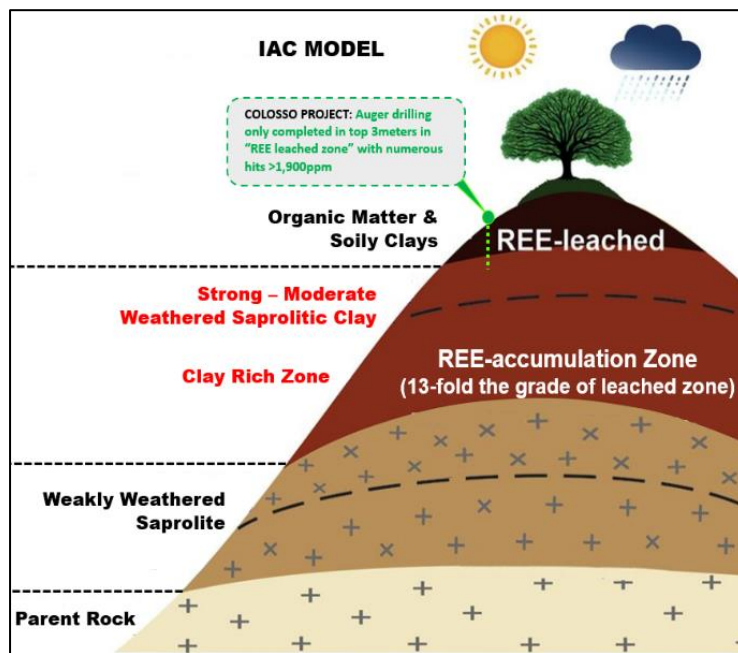 IAC MODEL
COLOSSO PROJECT: Auger drilling
only completed in top 3meters in
“REE leached zone” with numerous
hits >1,900ppm
Organic Matter &
Soily Clays
REE-leached
Strong – Moderate
Weathered Saprolitic Clay
REE-accumulation Zone
(13-fold the grade of leached zone)
Clay Rich Zone
Weakly Weathered
Saprolite
Parent Rock